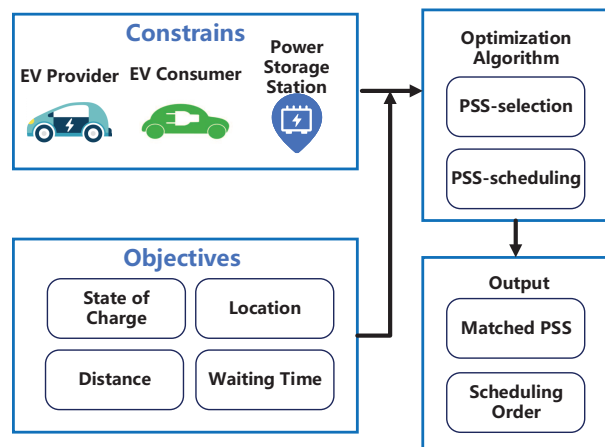 Constrains
EV Provider
EV Consumer
Power
Storage
Station
Objectives
State of
Charge
Location
Distance
Waiting Time
Optimization
Algorithm
PSS-selection
PSS-scheduling
Output
Matched PSS
Scheduling
Order